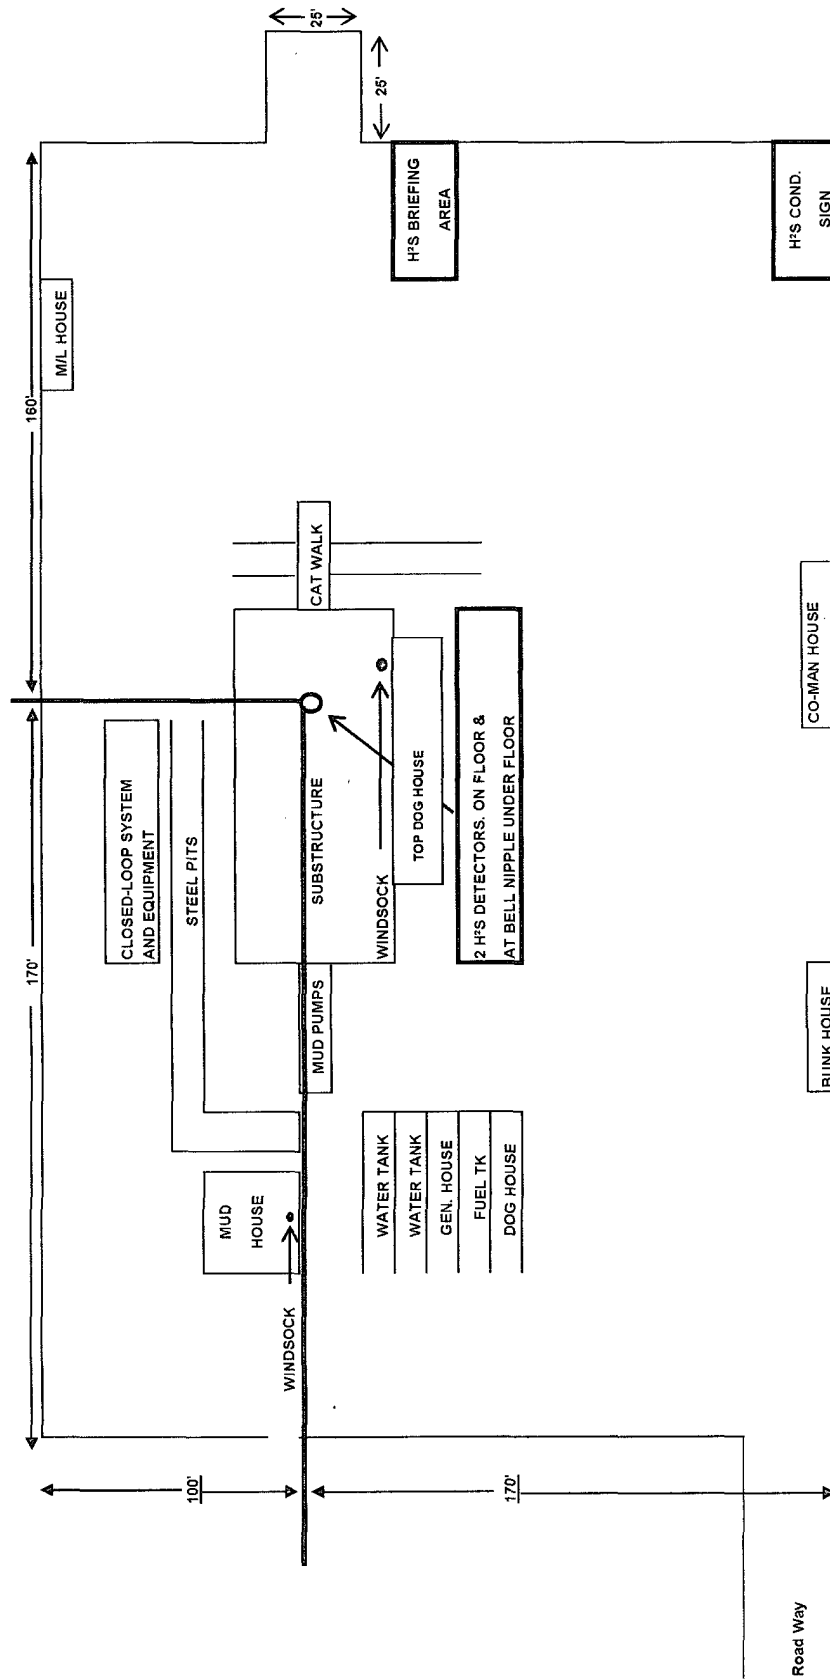 25'
25'
160'
170'
M/L HOUSE
H²S BRIEFING
AREA
H²S COND.
SIGN
CAT WALK
CLOSED-LOOP SYSTEM
AND EQUIPMENT
STEEL PITS
SUBSTRUCTURE
WINDSOCK
TOP DOG HOUSE
2 H²S DETECTORS. ON FLOOR &
AT BELL NIPPLE UNDER FLOOR
CO-MAN HOUSE
MUD PUMPS
BUNK HOUSE
MUD
HOUSE
WATER TANK
WATER TANK
GEN. HOUSE
FUEL TK
DOG HOUSE
WINDSOCK
100'
170'
Road Way